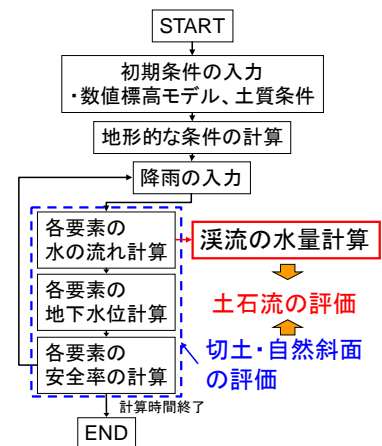 START
初期条件の入力
・数値標高モデル、土質条件
地形的な条件の計算
降雨の入力
各要素の
水の流れ計算
渓流の水量計算
各要素の
地下水位計算
土石流の評価
各要素の
安全率の計算
切土・自然斜面
の評価
計算時間終了
END